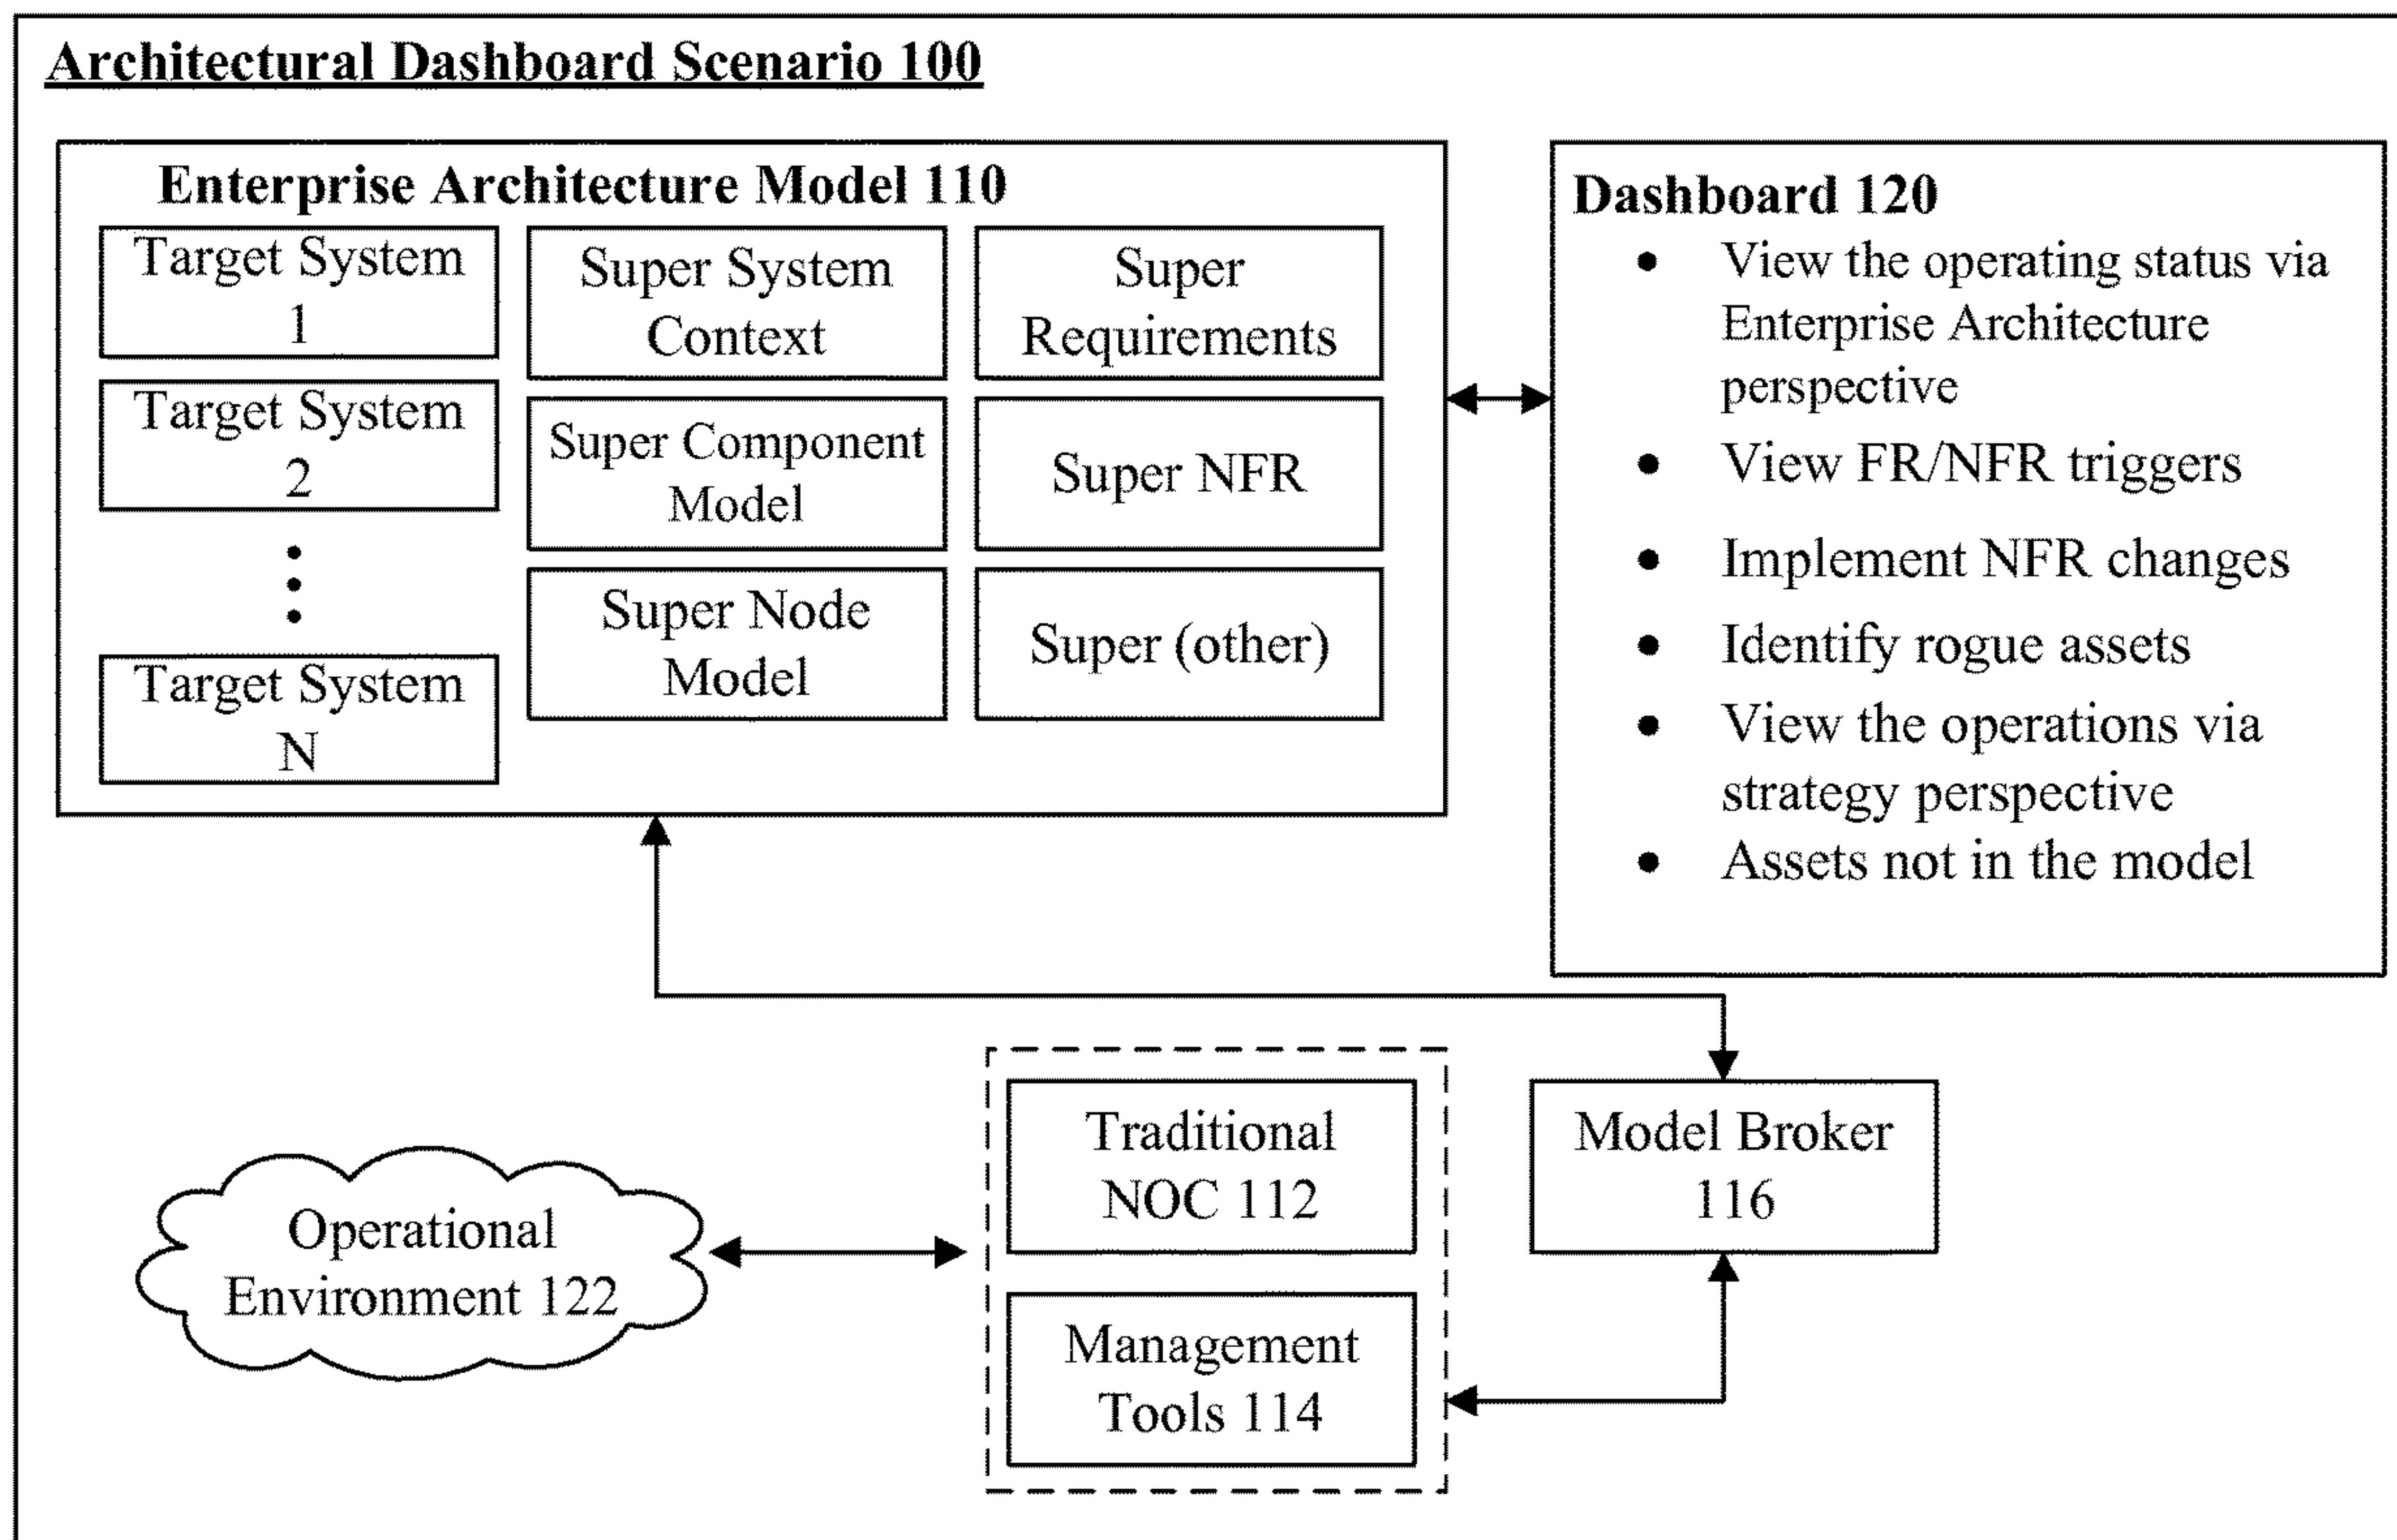 Architectural Dashboard Scenario 100
Enterprise Architecture Model 110
Target System
1
Target System
2
Target System
N
Super System
Context
Super Component
Model
Super Node
Model
Super
Requirements
Super NFR
Super (other)
Dashboard 120
• View the operating status via
Enterprise Architecture
perspective
• View FR/NFR triggers
• Implement NFR changes
• Identify rogue assets
• View the operations via
strategy perspective
• Assets not in the model
Operational
Environment 122
Traditional
NOC 112
Management
Tools 114
Model Broker
116